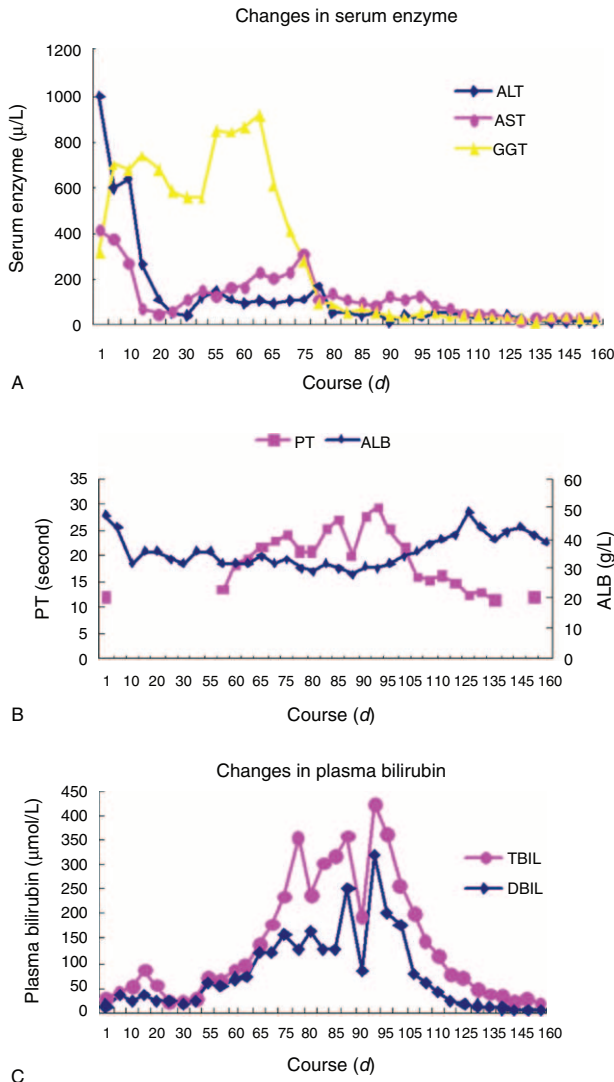 Changes in serum enzyme
1200
1000
800
600
400
200
0
Serum enzyme (μ/L)
ALT
AST
GGT
1 10 20 30 55 60 65 75 80 85 90 95 105 110 125 135 145 160
Course (d)
A
PT ALB
35
30
25
20
15
10
5
0
PT (second)
60
50
40
30
20
10
0
ALB (g/L)
1 10 20 30 55 60 65 75 80 85 90 95 105 110 125 135 145 160
Course (d)
B
Changes in plasma bilirubin
450
400
350
300
250
200
150
100
50
0
Plasma bilirubin (μmol/L)
TBIL
DBIL
1 10 20 30 55 60 65 75 80 85 90 95 105 110 125 135 145 160
Course (d)
C